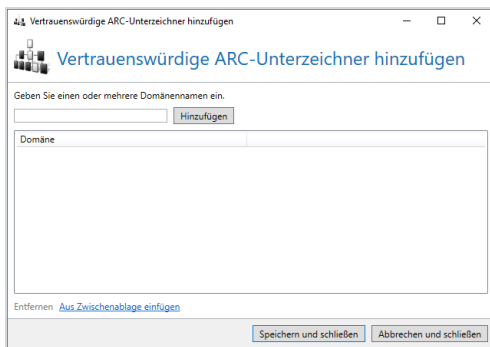 Vertrauenswürdige ARC-Unterzeichner hinzufügen
Vertrauenswürdige ARC-Unterzeichner hinzufügen
Geben Sie einen oder mehrere Domänennamen ein.
Hinzufügen
Domäne
Entfernen Aus Zwischenablage einfügen
Speichern und schließen Abbrechen und schließen